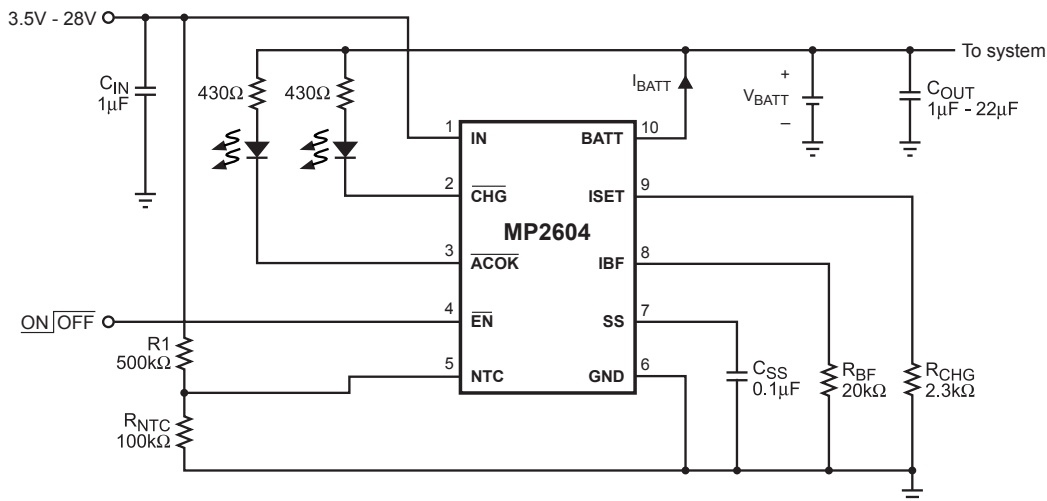 3.5V - 28V
To system
CIN
1µF
430Ω
430Ω
IBATT
+
VBATT
–
COUT
1µF - 22µF
1
IN
BATT
10
2
CHG
ISET
9
MP2604
3
ACOK
IBF
8
ON OFF
4
EN
SS
7
R1
500kΩ
5
NTC
GND
6
CSS
0.1µF
RBF
20kΩ
RCHG
2.3kΩ
RNTC
100kΩ